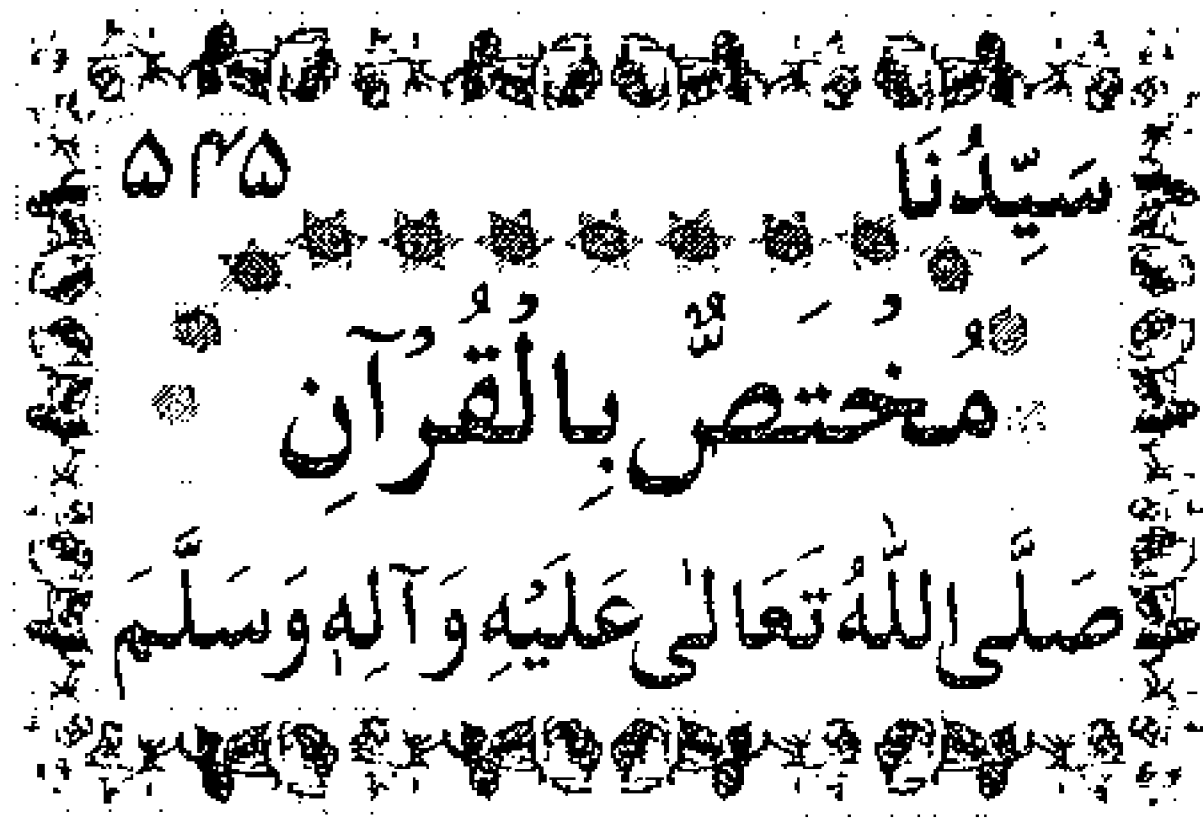 سَيِّدُنَا ۵۴۵
مُخْتَصٌّ بِالْقُرْآنِ
صَلَّى اللّٰهُ تَعَالٰى عَلَيْهِ وَآلِهٖ وَسَلَّمَ